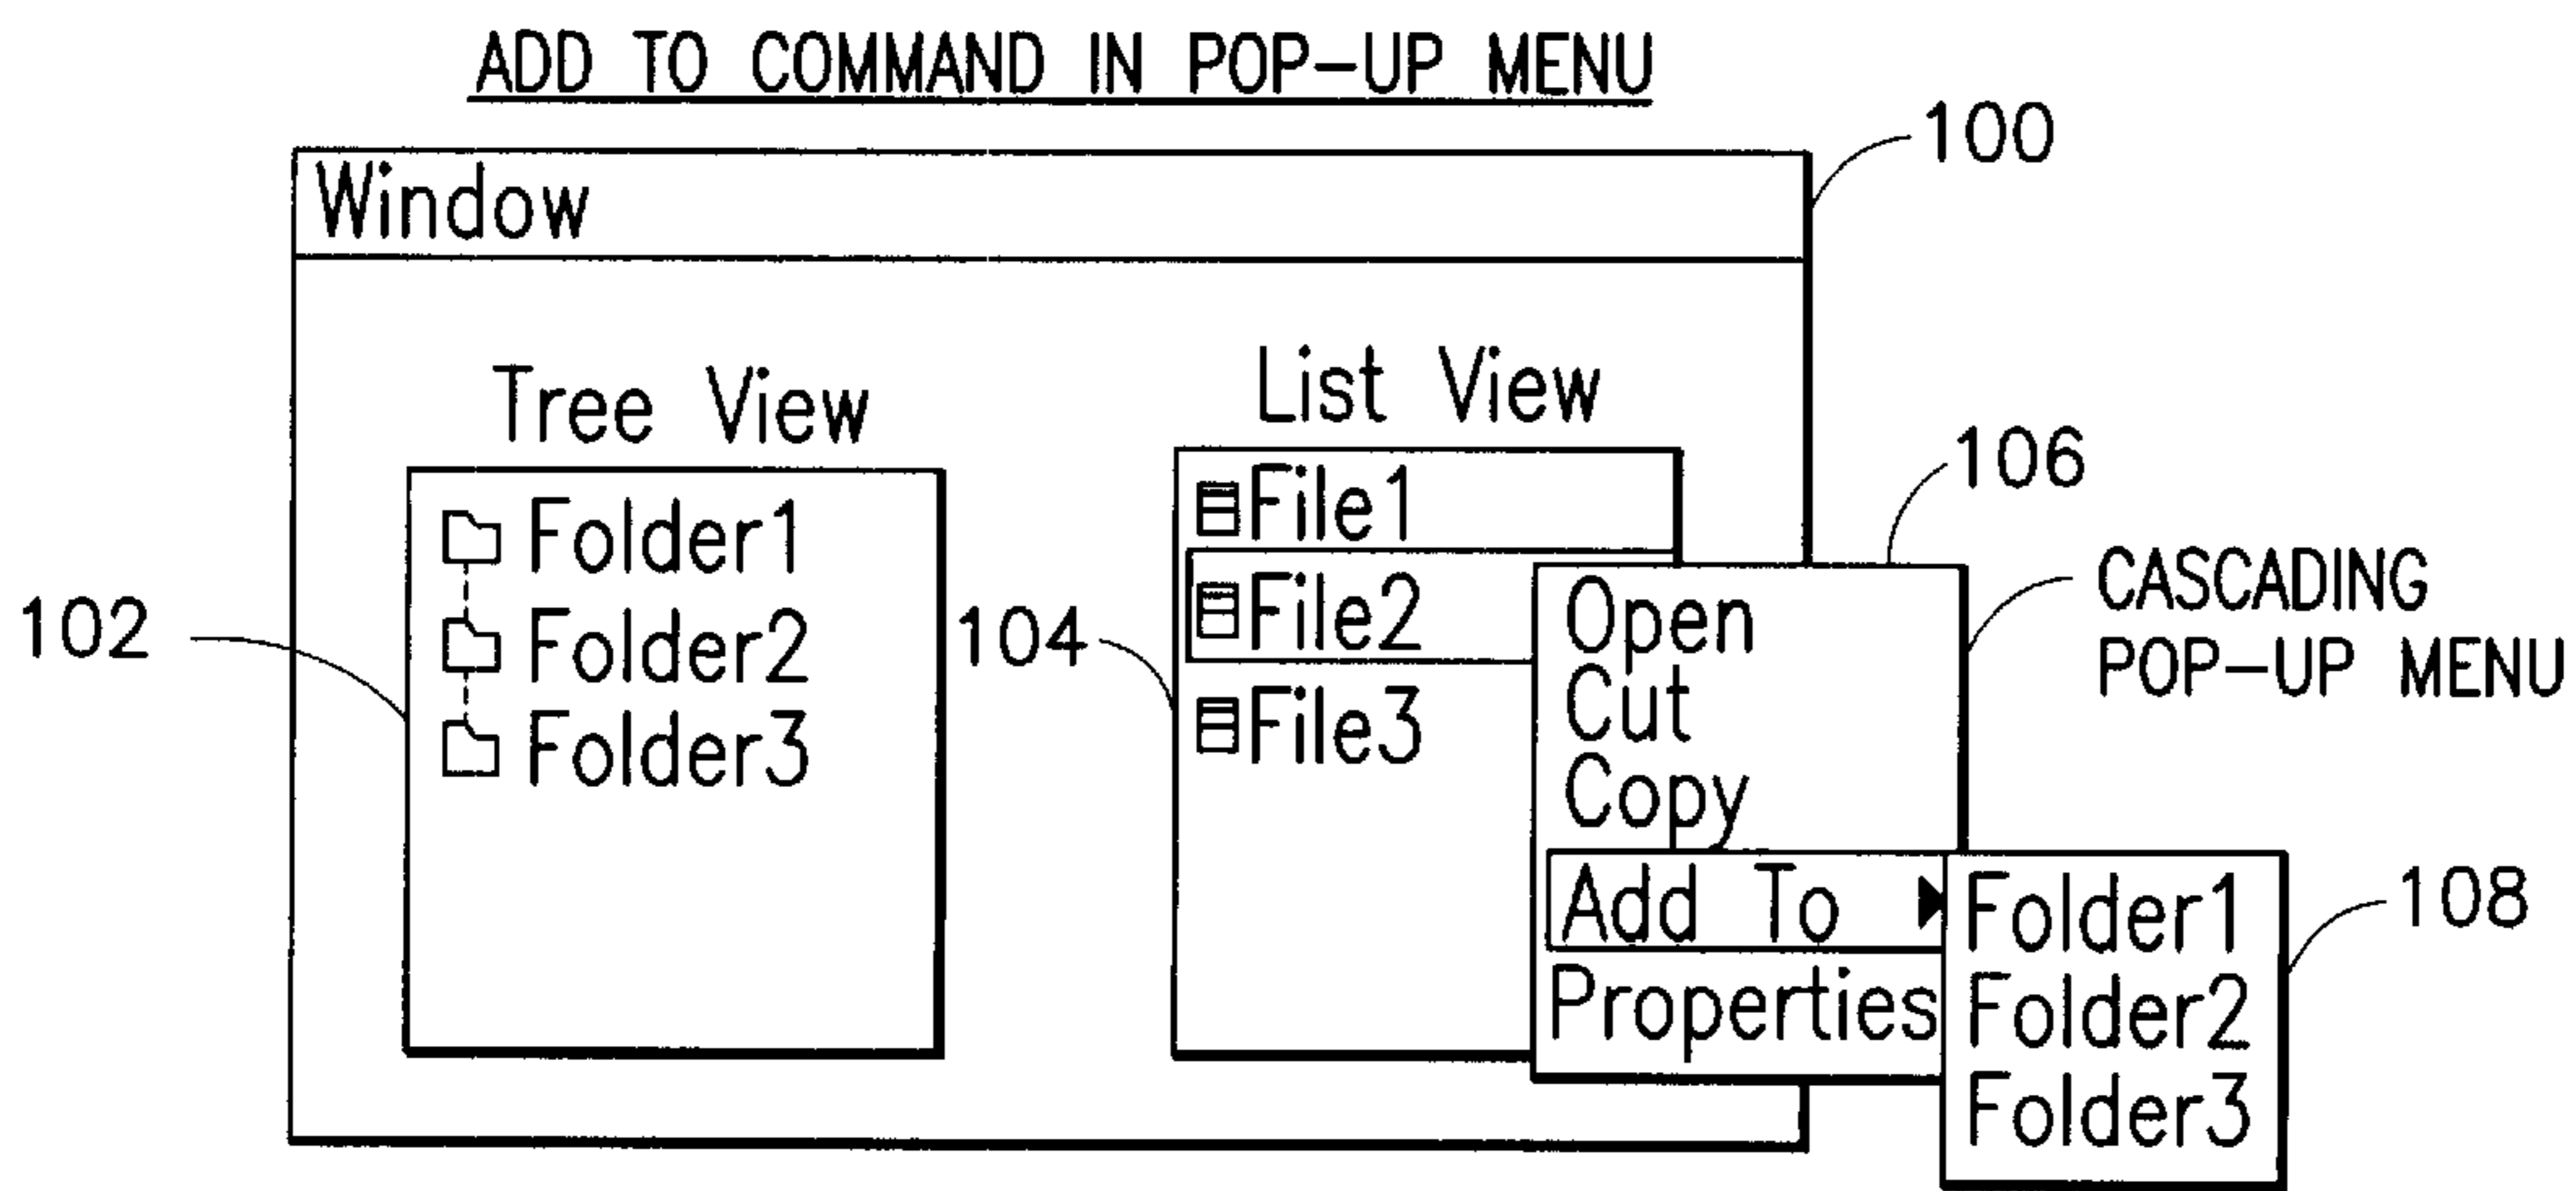 ADD TO COMMAND IN POP-UP MENU
100
Window
Tree View
Folder1
Folder2
Folder3
102
List View
File1
File2
File3
104
106
Open
Cut
Copy
Add To
Properties
CASCADING
POP-UP MENU
Folder1
Folder2
Folder3
108